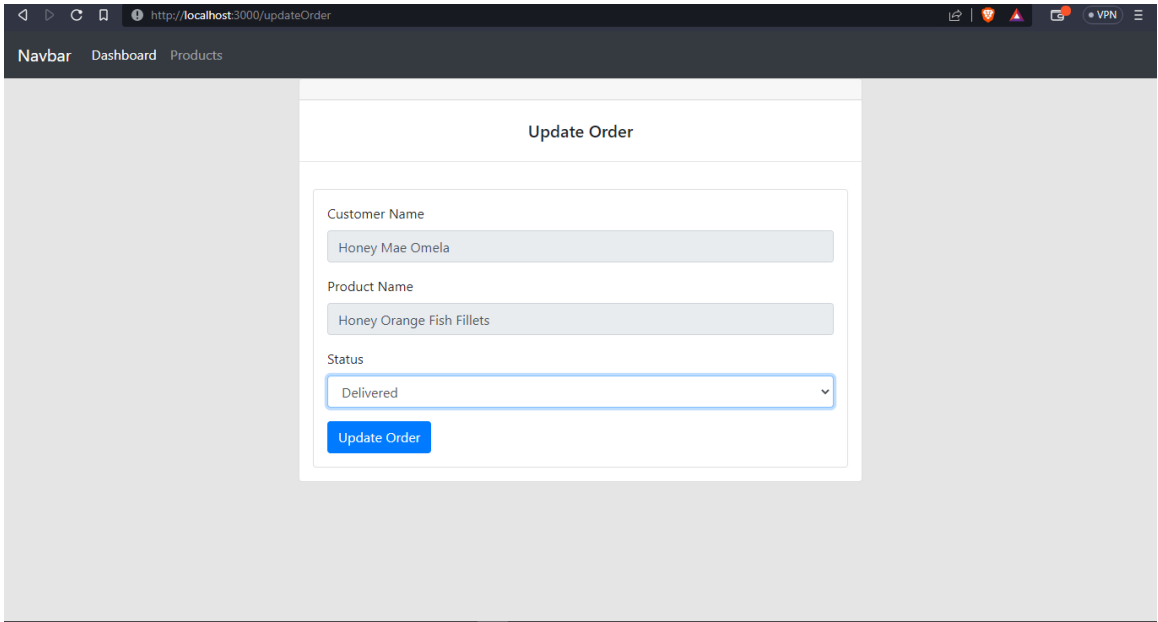 http://localhost:3000/updateOrder
VPN
Navbar Dashboard Products
Update Order
Customer Name
Honey Mae Omela
Product Name
Honey Orange Fish Fillets
Status
Delivered
Update Order